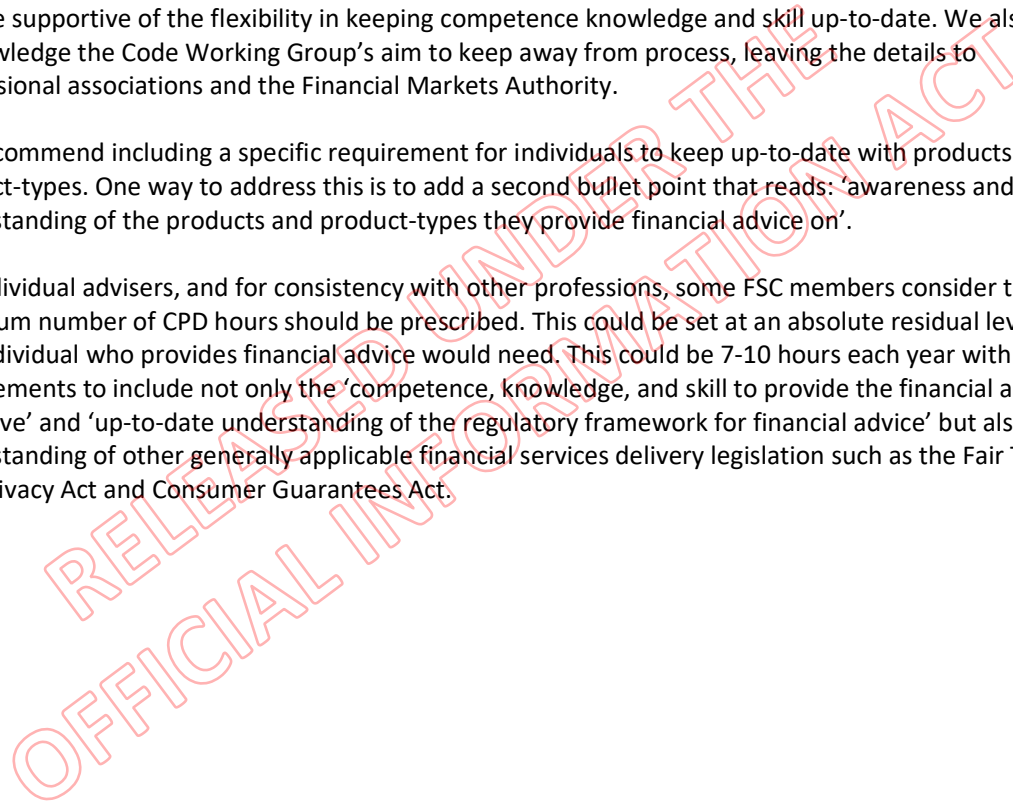 e supportive of the flexibility in keeping competence knowledge and skill up-to-date. We als
wledge the Code Working Group's aim to keep away from process, leaving the details to
sional associations and the Financial Markets Authority.
commend including a specific requirement for individuals to keep up-to-date with products
ct-types. One way to address this is to add a second bullet point that reads: 'awareness and
standing of the products and product-types they provide financial advice on'.
dividual advisers, and for consistency with other professions, some FSC members consider t
um number of CPD hours should be prescribed. This could be set at an absolute residual lev
dividual who provides financial advice would need. This could be 7-10 hours each year with
ements to include not only the 'competence, knowledge, and skill to provide the financial a
ve' and 'up-to-date understanding of the regulatory framework for financial advice' but als
standing of other generally applicable financial services delivery legislation such as the Fair T
rivacy Act and Consumer Guarantees Act.
RELEASED UNDER THE
OFFICIAL INFORMATION ACT